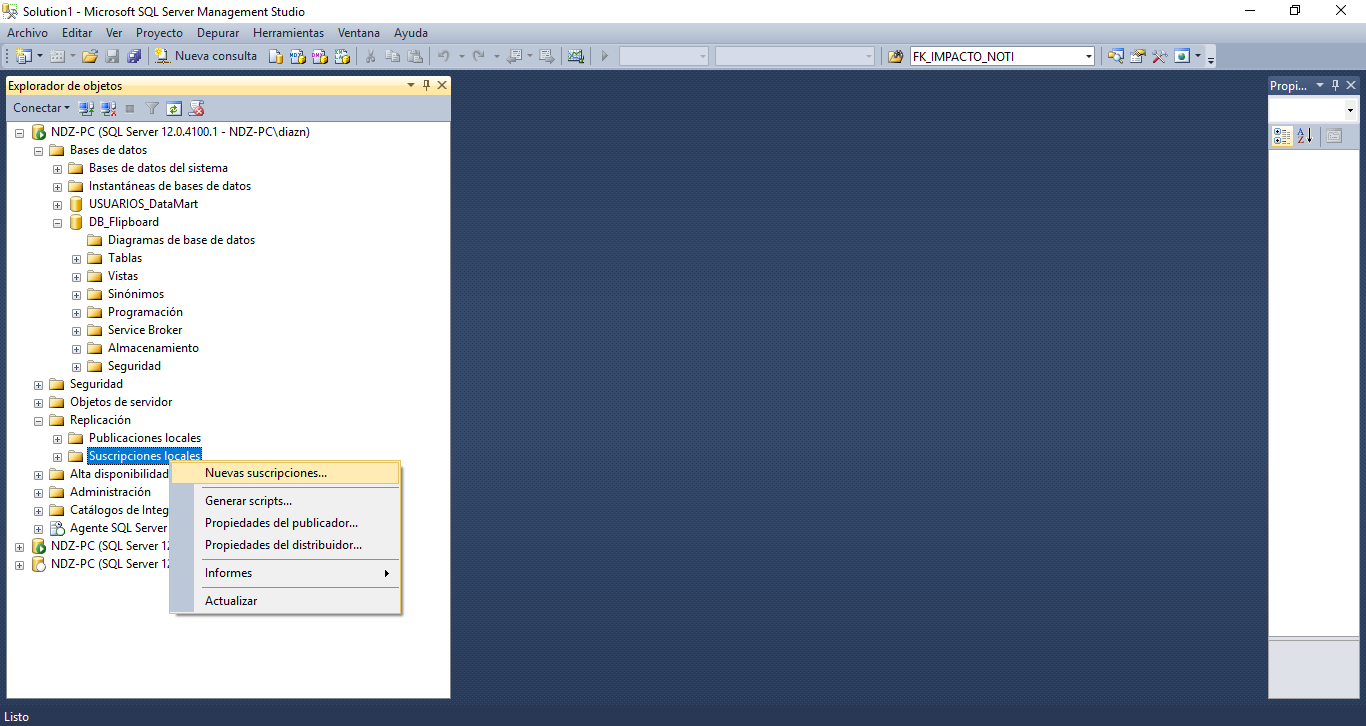 Solution1 - Microsoft SQL Server Management Studio
Archivo Editar Ver Proyecto Depurar Herramientas Ventana Ayuda
Nueva consulta FK_IMPACTO_NOTI
Explorador de objetos
Propi...
Conectar
NDZ-PC (SQL Server 12.0.4100.1 - NDZ-PC\diazn)
Bases de datos
Bases de datos del sistema
Instantáneas de bases de datos
USUARIOS_DataMart
DB_Flipboard
Diagramas de base de datos
Tablas
Vistas
Sinónimos
Programación
Service Broker
Almacenamiento
Seguridad
Seguridad
Objetos de servidor
Replicación
Publicaciones locales
Suscripciones locales
Alta disponibilidad
Administración
Catálogos de Integ
Agente SQL Server
NDZ-PC (SQL Server 12
NDZ-PC (SQL Server 12
Nuevas suscripciones...
Generar scripts...
Propiedades del publicador...
Propiedades del distribuidor...
Informes
Actualizar
Listo